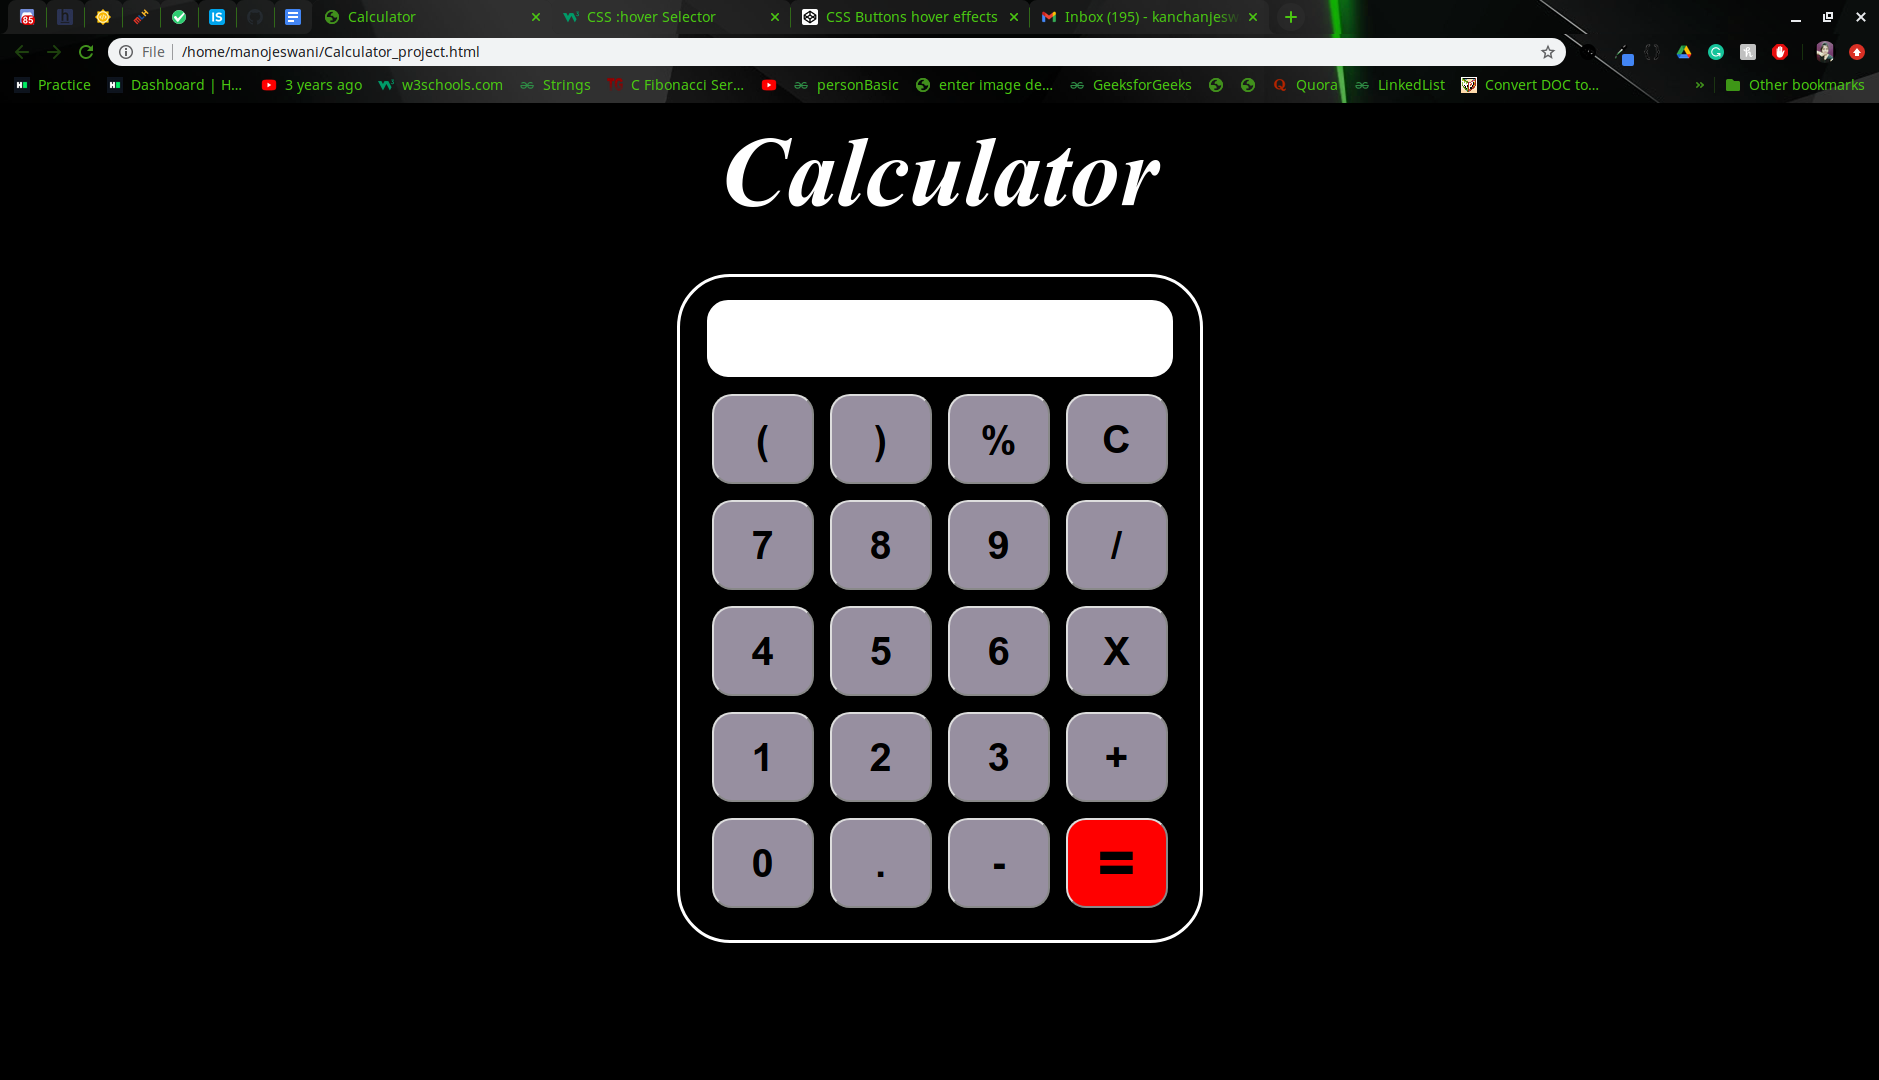 85 IS Calculator CSS :hover Selector CSS Buttons hover effects Inbox (195) - kanchanjesw
File /home/manojeswani/Calculator_project.html
Practice Dashboard | H... 3 years ago w3schools.com Strings C Fibonacci Ser... personBasic enter image de... GeeksforGeeks Quora LinkedList Convert DOC to... » Other bookmarks
Calculator
( ) % C
7 8 9 /
4 5 6 X
1 2 3 +
0 . - =